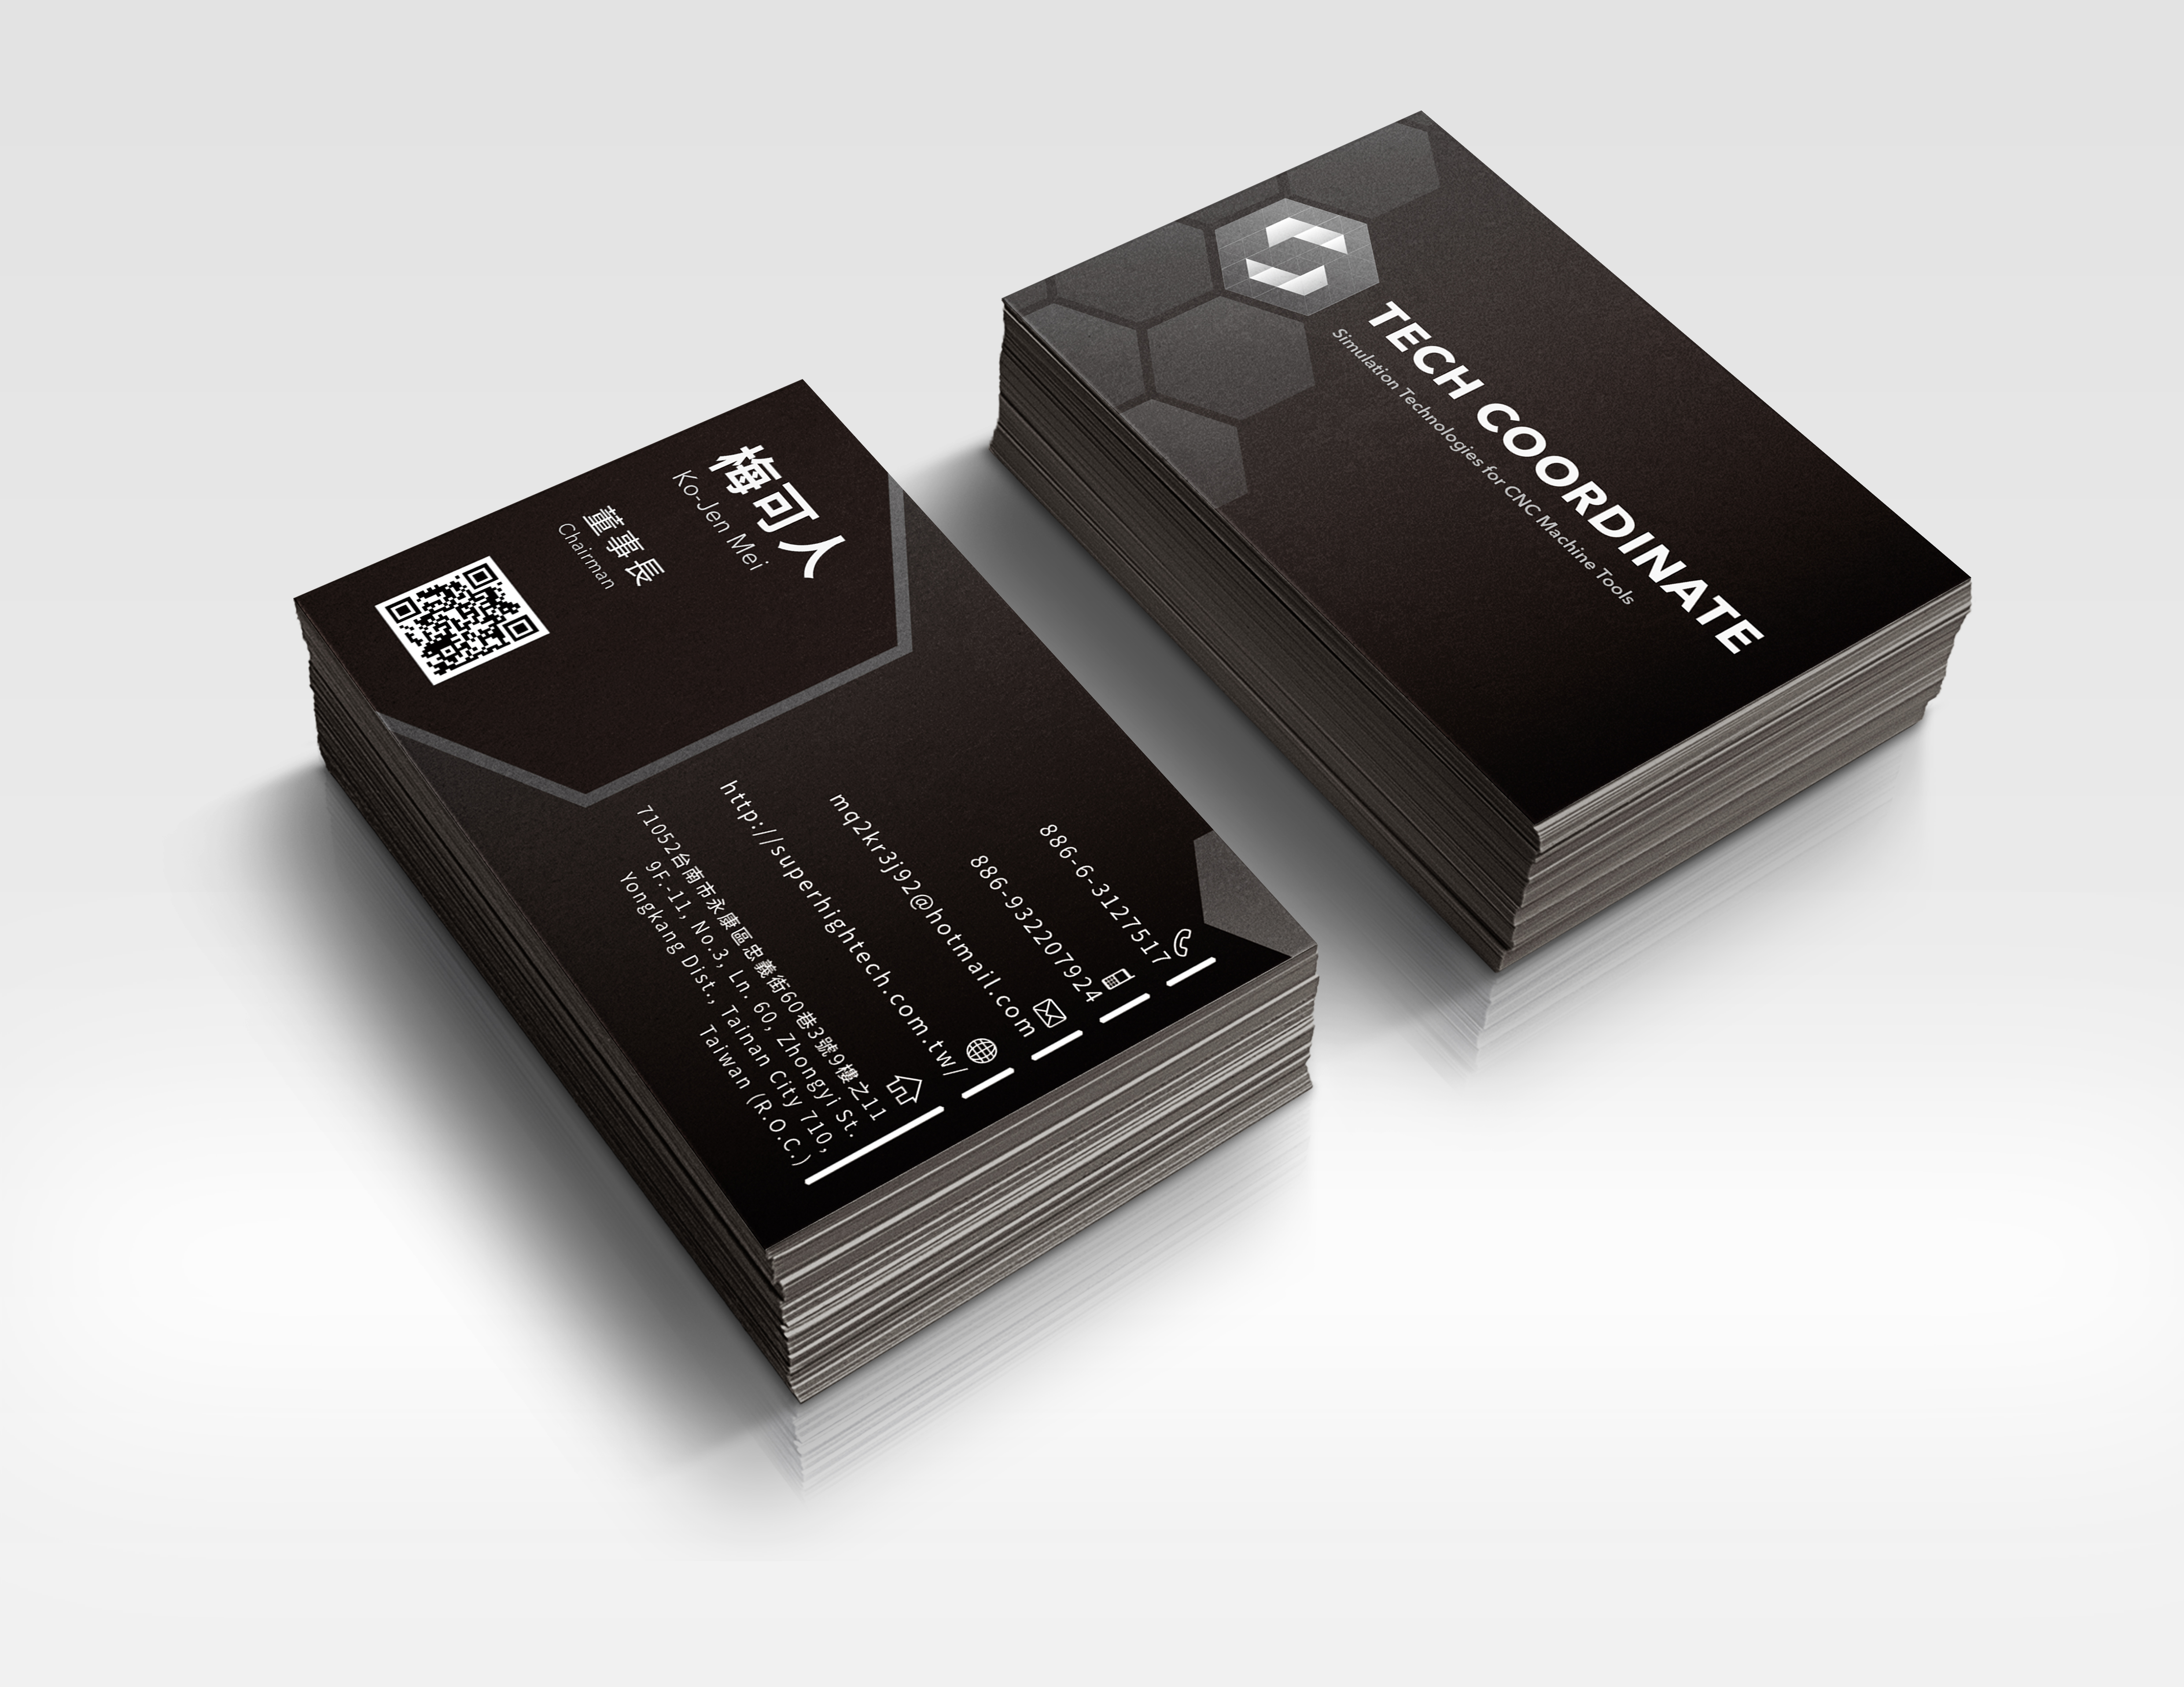 梅可人
Ko-Jen Mei
董事長
Chairman
886-6-3127517
886-932207924
mq2kr3j92@hotmail.com
http://superhightech.com.tw/
71052台南市永康區忠義街60巷3號9樓之11
9F.-11, No.3, Ln. 60, Zhongyi St.
Yongkang Dist., Tainan City 710,
Taiwan (R.O.C.)
TECH COORDINATE
Simulation Technologies for CNC Machine Tools